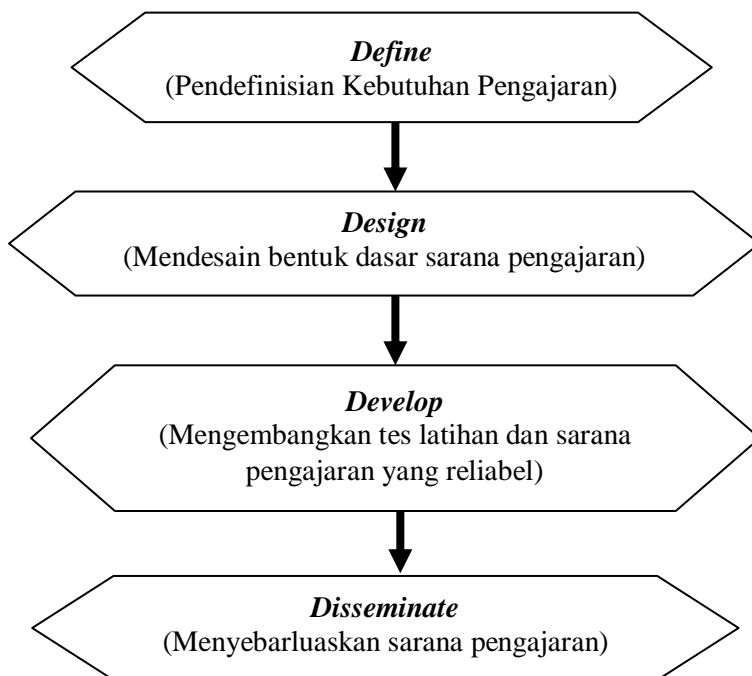 Define
(Pendefinisian Kebutuhan Pengajaran)
Design
(Mendesain bentuk dasar sarana pengajaran)
Develop
(Mengembangkan tes latihan dan sarana
pengajaran yang reliabel)
Disseminate
(Menyebarluaskan sarana pengajaran)